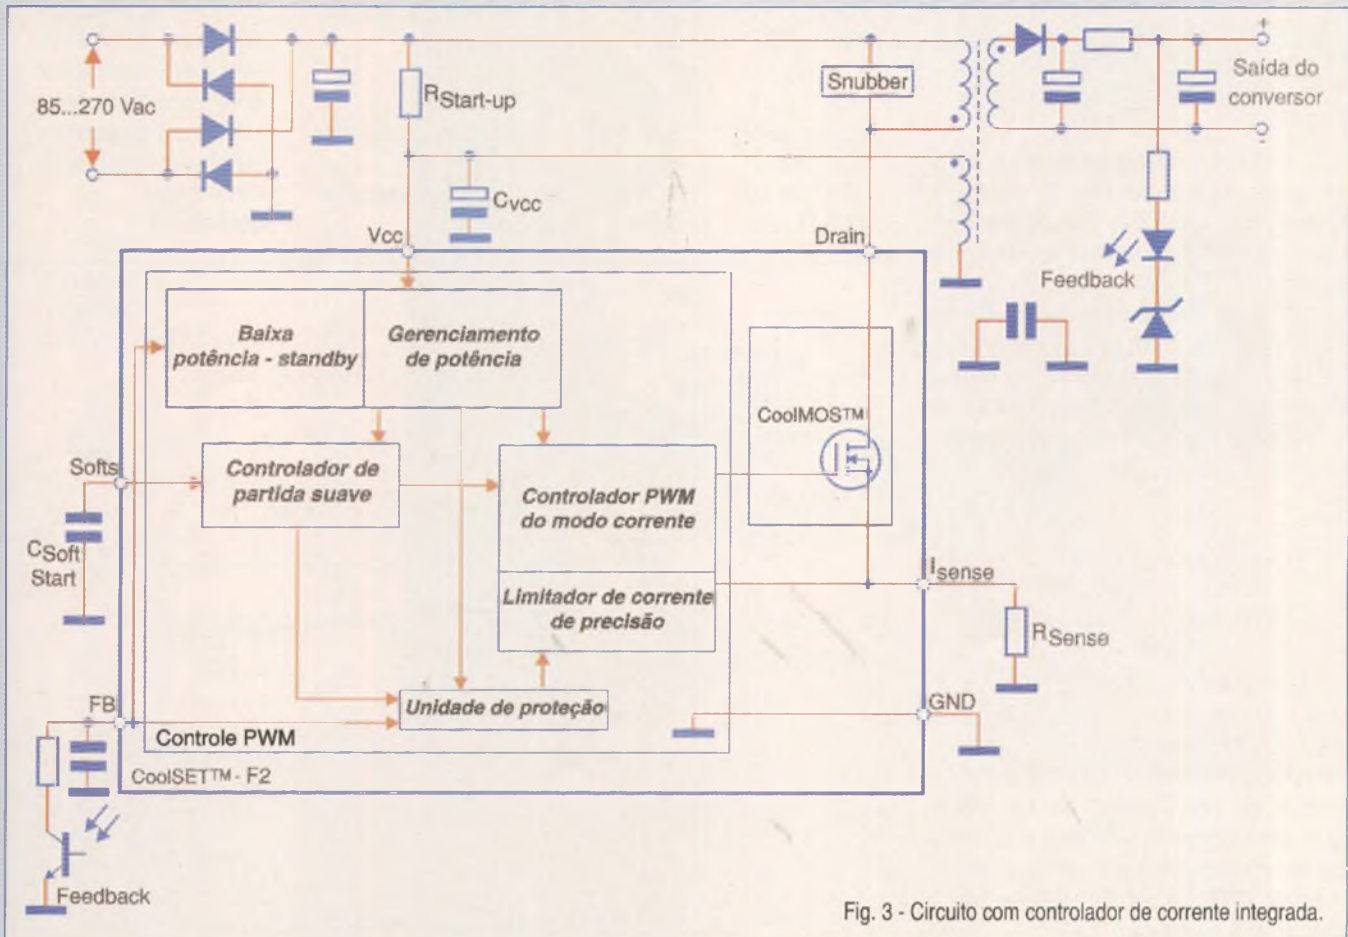 85...270 Vac
RStart-up
Snubber
+
Saída do
conversor
-
Cvcc
Vcc
Drain
Feedback
Baixa
potência - standby
Gerenciamento
de potência
CoolMOS™
Softs
Controlador de
partida suave
Controlador PWM
do modo corrente
CSoft
Start
Isense
Limitador de corrente
de precisão
RSense
FB
Unidade de proteção
GND
Controle PWM
CoolSET™ - F2
Feedback
Fig. 3 - Circuito com controlador de corrente integrada.